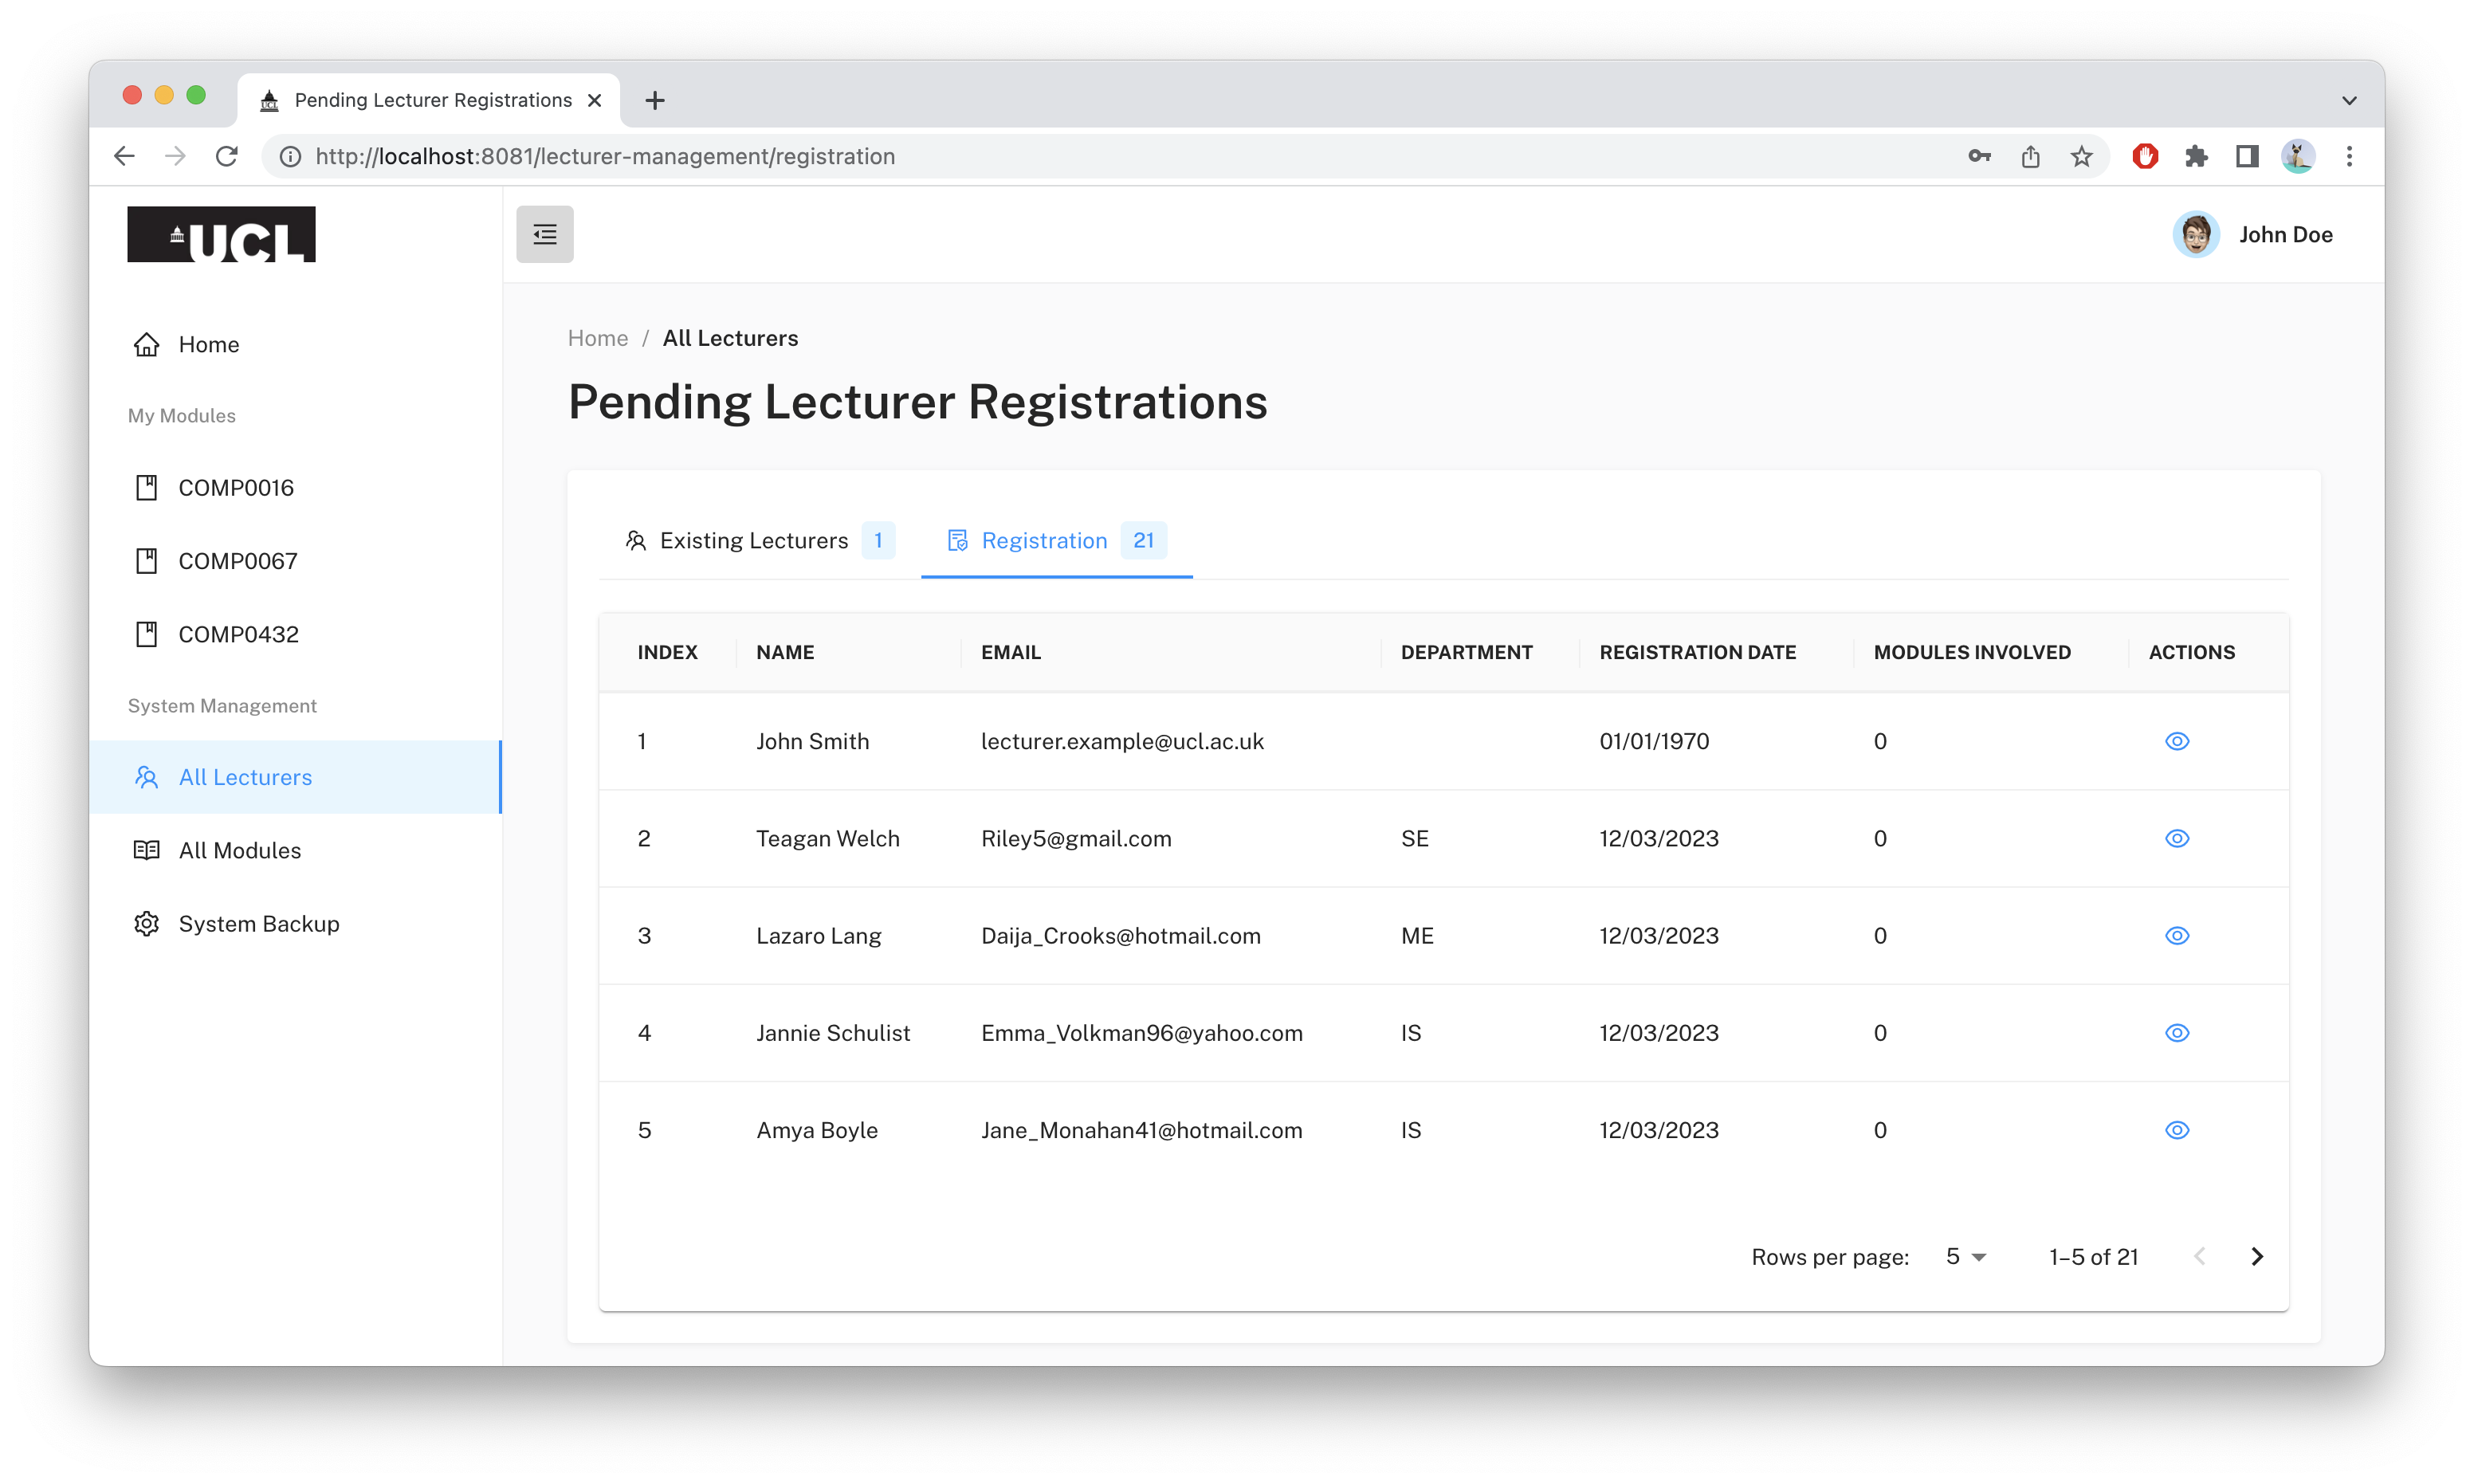 Pending Lecturer Registrations
http://localhost:8081/lecturer-management/registration
UCL
John Doe
Home
My Modules
COMP0016
COMP0067
COMP0432
System Management
All Lecturers
All Modules
System Backup
Home / All Lecturers
Pending Lecturer Registrations
Existing Lecturers 1 Registration 21
INDEX NAME EMAIL DEPARTMENT REGISTRATION DATE MODULES INVOLVED ACTIONS
1 John Smith lecturer.example@ucl.ac.uk 01/01/1970 0
2 Teagan Welch Riley5@gmail.com SE 12/03/2023 0
3 Lazaro Lang Daija_Crooks@hotmail.com ME 12/03/2023 0
4 Jannie Schulist Emma_Volkman96@yahoo.com IS 12/03/2023 0
5 Amya Boyle Jane_Monahan41@hotmail.com IS 12/03/2023 0
Rows per page: 5 1–5 of 21